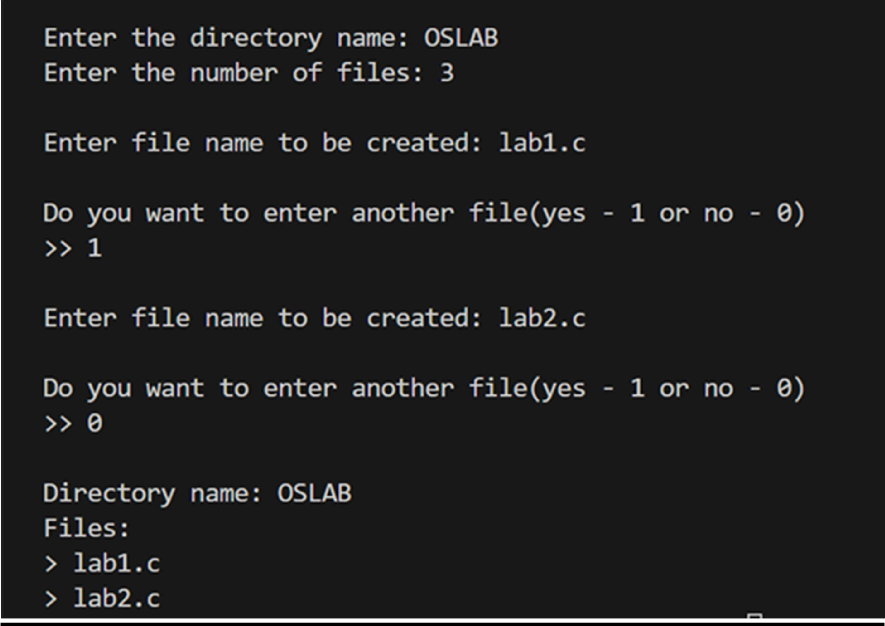 Enter the directory name: OSLAB
Enter the number of files: 3
Enter file name to be created: lab1.c
Do you want to enter another file(yes - 1 or no - 0)
>> 1
Enter file name to be created: lab2.c
Do you want to enter another file(yes - 1 or no - 0)
>> 0
Directory name: OSLAB
Files:
> lab1.c
> lab2.c